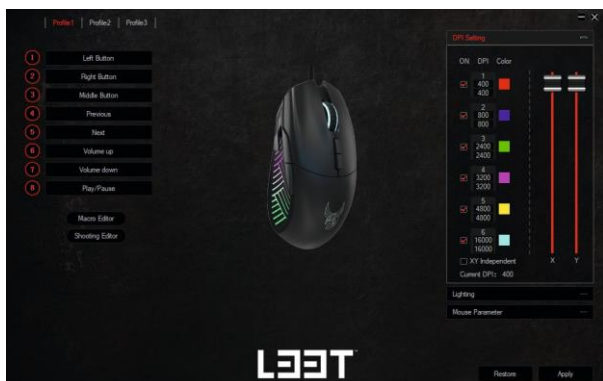 Profile1 Profile2 Profile3
DPI Setting
1 Left Button
2 Right Button
3 Middle Button
4 Previous
5 Next
6 Volume up
7 Volume down
8 Play/Pause
Macro Editor
Shooting Editor
ON DPI Color
1
400
400
2
800
800
3
2400
2400
4
3200
3200
5
4800
4800
6
16000
16000
XY Independent
X Y
Current DPI: 400
Lighting
Mouse Parameter
L33T
Restore Apply